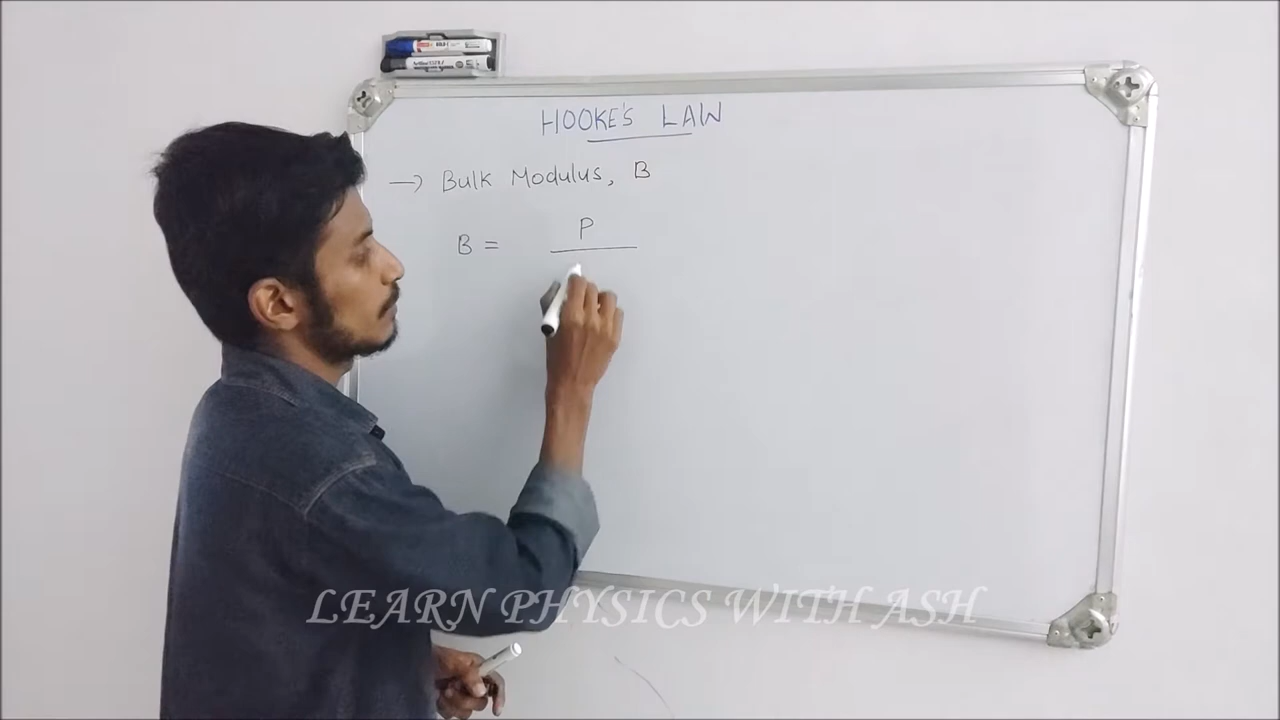 HOOKE'S LAW
→ Bulk Modulus, B
B = P
LEARN PHYSICS WITH ASH